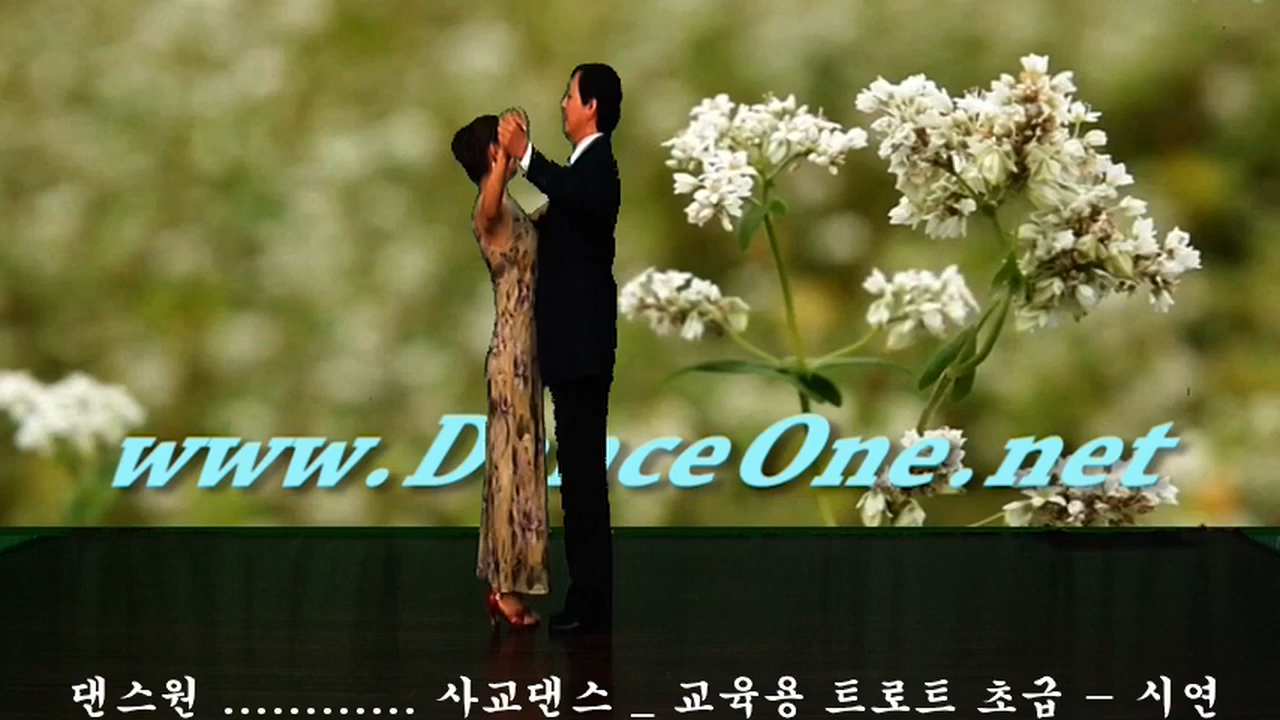 www.DanceOne.net
댄스원 ............ 사교댄스 _ 교육용 트로트 초급 - 시연